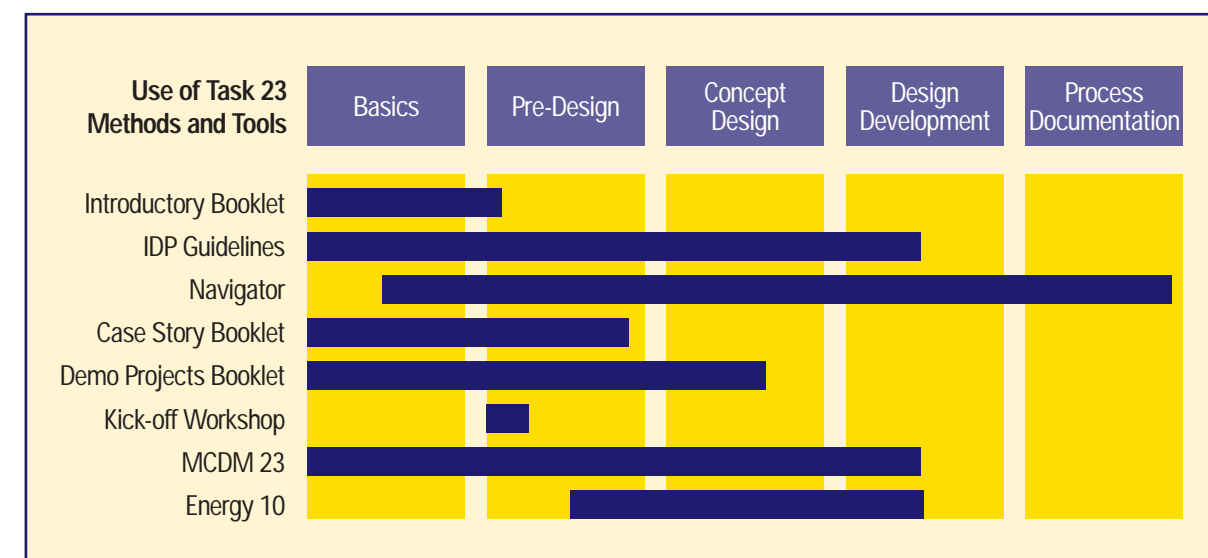 Use of Task 23
Methods and Tools
Basics
Pre-Design
Concept
Design
Design
Development
Process
Documentation
Introductory Booklet
IDP Guidelines
Navigator
Case Story Booklet
Demo Projects Booklet
Kick-off Workshop
MCDM 23
Energy 10